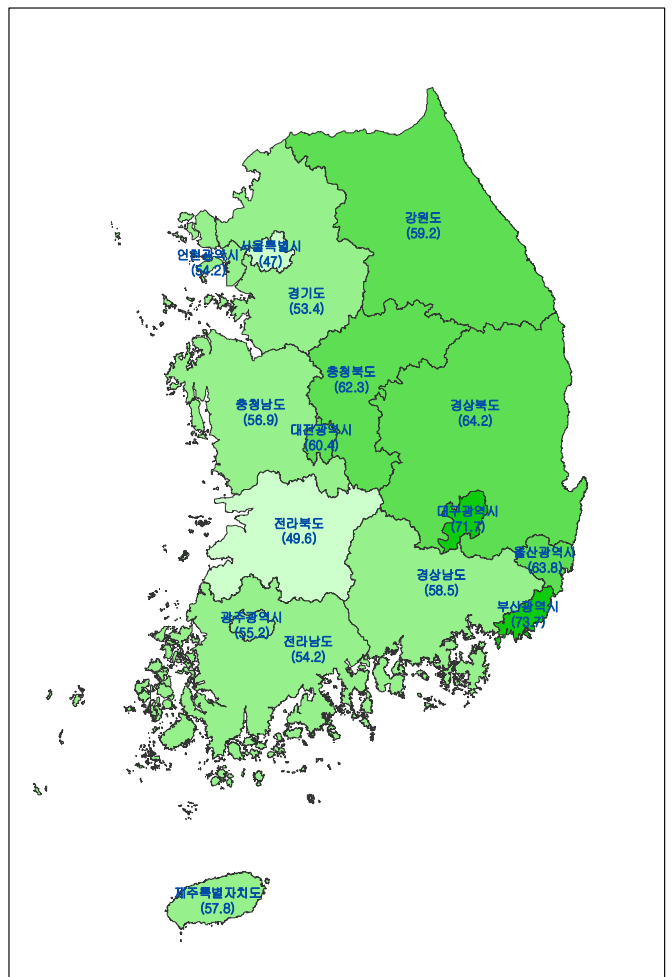 강원도
(59.2)
서울특별시
(47)
인천광역시
(54.2)
경기도
(53.4)
충청북도
(62.3)
충청남도
(56.9)
경상북도
(64.2)
대전광역시
(60.4)
대구광역시
(71.7)
전라북도
(49.6)
울산광역시
(63.8)
경상남도
(58.5)
부산광역시
(73.7)
광주광역시
(55.2)
전라남도
(54.2)
제주특별자치도
(57.8)